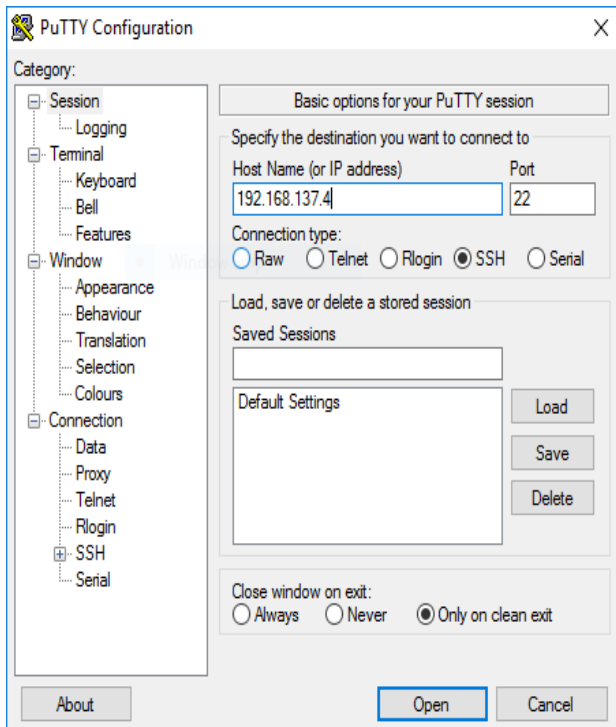 PuTTY Configuration
Category:
Session
Logging
Terminal
Keyboard
Bell
Features
Window
Appearance
Behaviour
Translation
Selection
Colours
Connection
Data
Proxy
Telnet
Rlogin
SSH
Serial
Basic options for your PuTTY session
Specify the destination you want to connect to
Host Name (or IP address) Port
192.168.137.4 22
Connection type:
Raw Telnet Rlogin SSH Serial
Load, save or delete a stored session
Saved Sessions
Default Settings
Load
Save
Delete
Close window on exit:
Always Never Only on clean exit
About Open Cancel